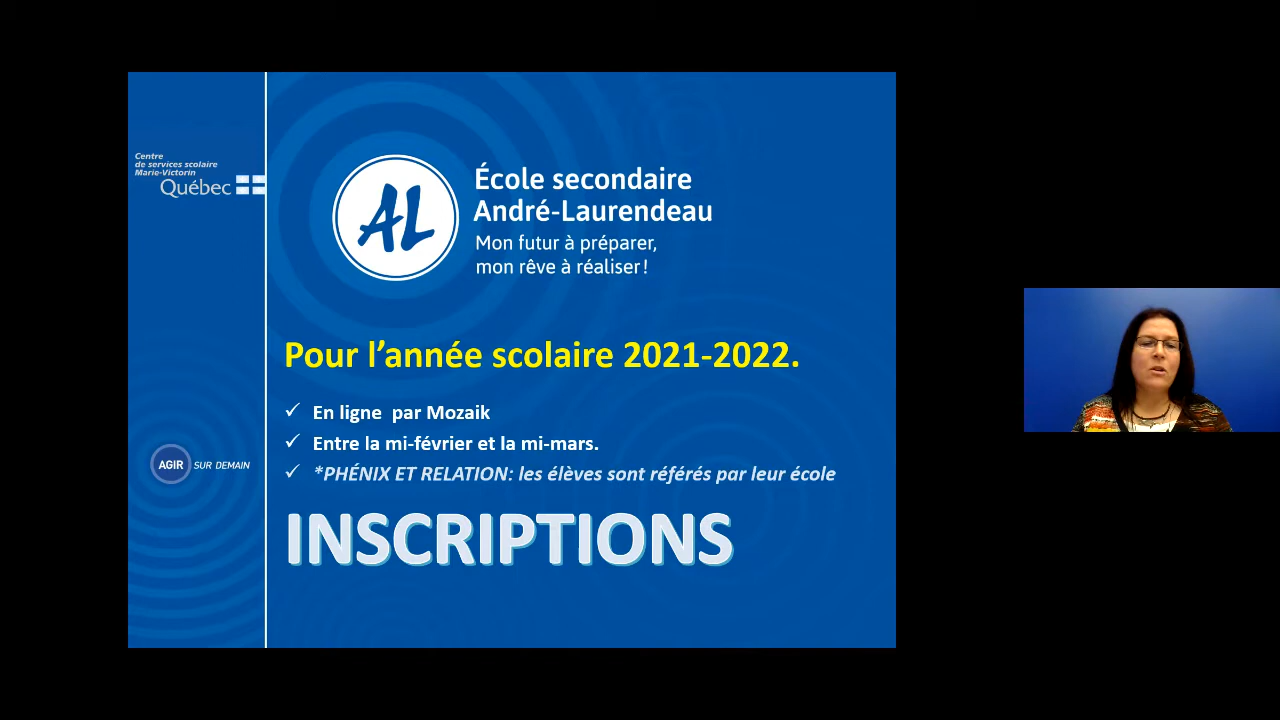 Centre
de services scolaire
Marie-Victorin
Québec
AL
École secondaire
André-Laurendeau
Mon futur à préparer,
mon rêve à réaliser!
Pour l'année scolaire 2021-2022.
✓ En ligne  par Mozaik
✓ Entre la mi-février et la mi-mars.
✓ *PHÉNIX ET RELATION: les élèves sont référés par leur école
AGIR SUR DEMAIN
INSCRIPTIONS